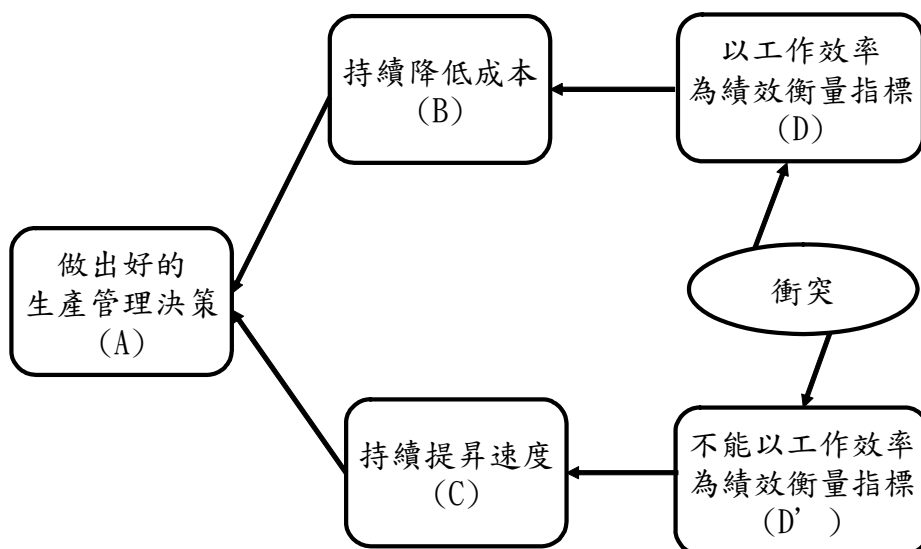 持續降低成本
(B)
以工作效率
為績效衡量指標
(D)
做出好的
生產管理決策
(A)
衝突
持續提昇速度
(C)
不能以工作效率
為績效衡量指標
(D' )